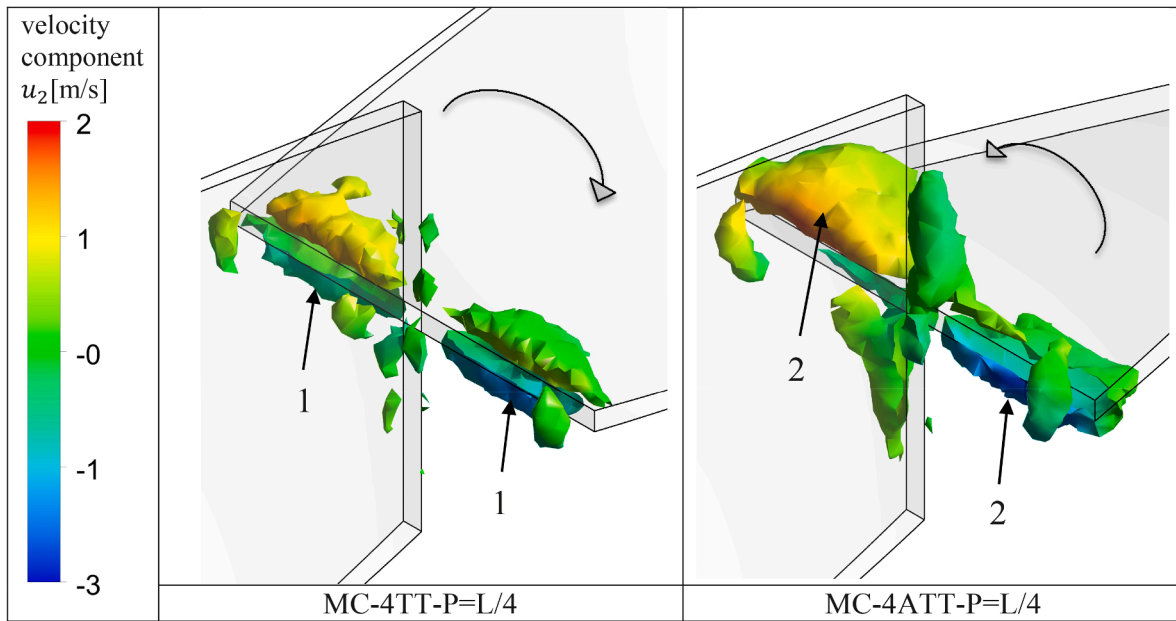 velocity
component
u₂[m/s]
2
1
-0
-1
-3
1
1
2
2
MC-4TT-P=L/4
MC-4ATT-P=L/4